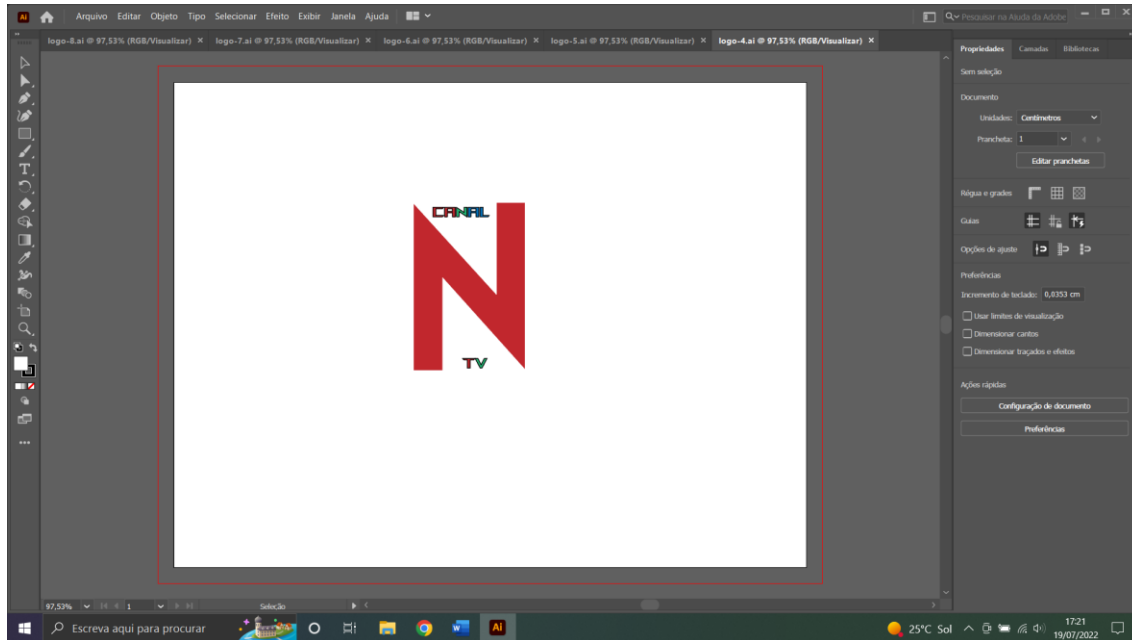 Ai Arquivo Editar Objeto Tipo Selecionar Efeito Exibir Janela Ajuda Pesquisar na Ajuda da Adobe
logo-8.ai @ 97,53% (RGB/Visualizar) × logo-7.ai @ 97,53% (RGB/Visualizar) × logo-6.ai @ 97,53% (RGB/Visualizar) × logo-5.ai @ 97,53% (RGB/Visualizar) × logo-4.ai @ 97,53% (RGB/Visualizar) ×
Propriedades Camadas Bibliotecas
Sem seleção
Documento
Unidades: Centímetros
Prancheta: 1
Editar pranchetas
Régua e grades
Guias
Opções de ajuste
Preferências
Incremento de teclado: 0,8353 cm
Usar limites de visualização
Dimensionar cantos
Dimensionar traçados e efeitos
Ações rápidas
Configuração de documento
Preferências
CANAL
N
TV
97,53% 1 Seleção
Escreva aqui para procurar Ai 25°C Sol 17:21
19/07/2022